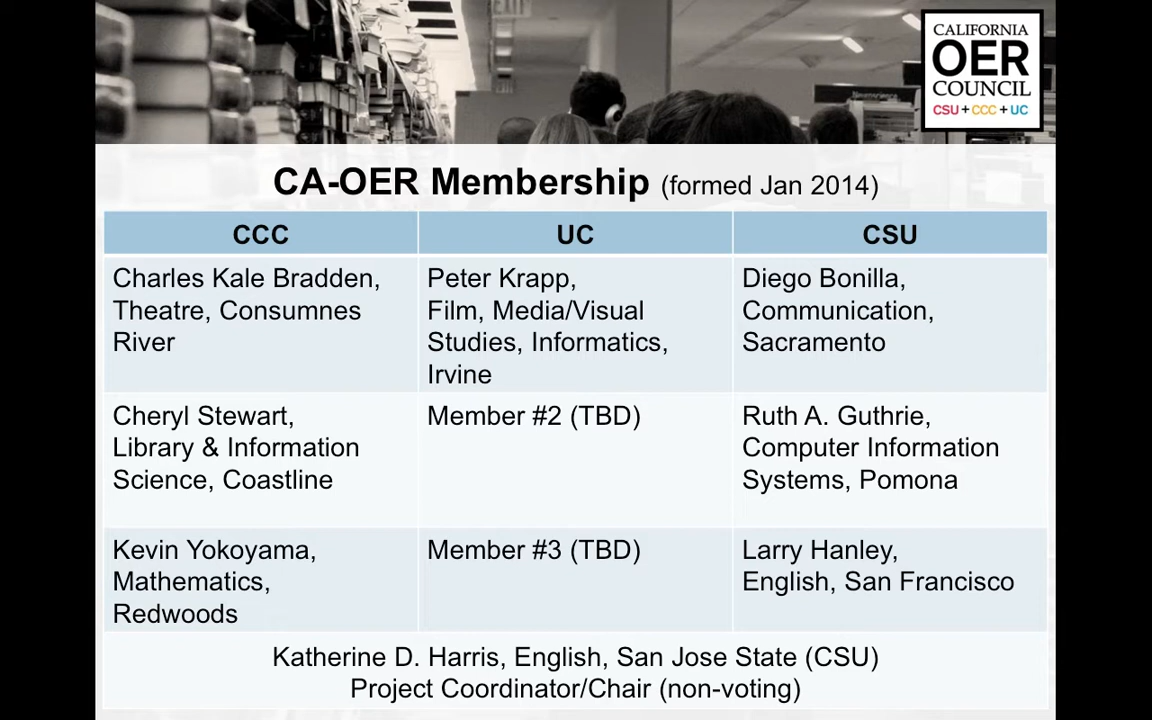 CALIFORNIA
OER
COUNCIL
CSU + CCC + UC
CA-OER Membership (formed Jan 2014)
CCC
UC
CSU
Charles Kale Bradden,
Theatre, Consumnes
River
Peter Krapp,
Film, Media/Visual
Studies, Informatics,
Irvine
Diego Bonilla,
Communication,
Sacramento
Cheryl Stewart,
Library & Information
Science, Coastline
Member #2 (TBD)
Ruth A. Guthrie,
Computer Information
Systems, Pomona
Kevin Yokoyama,
Mathematics,
Redwoods
Member #3 (TBD)
Larry Hanley,
English, San Francisco
Katherine D. Harris, English, San Jose State (CSU)
Project Coordinator/Chair (non-voting)